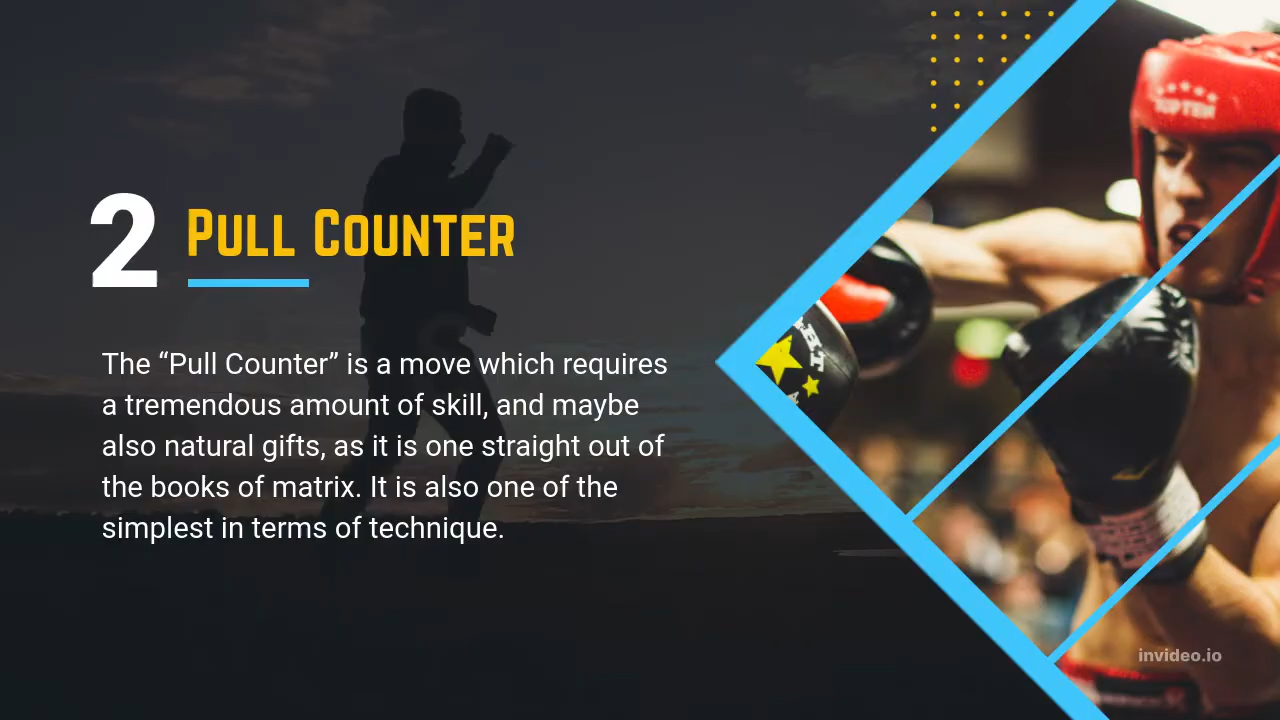 2 PULL COUNTER
The “Pull Counter” is a move which requires
a tremendous amount of skill, and maybe
also natural gifts, as it is one straight out of
the books of matrix. It is also one of the
simplest in terms of technique.
TOP TEN
invideo.io